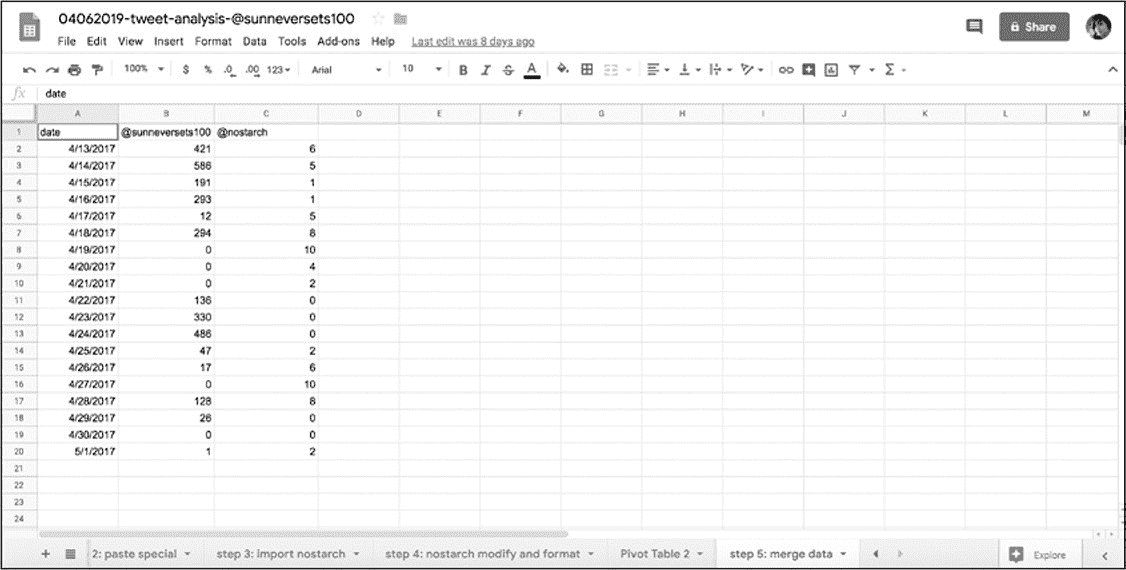 04062019-tweet-analysis-@sunneversets100
Share
File Edit View Insert Format Data Tools Add-ons Help Last edit was 8 days ago
100% $ % .0 .00 123 Arial 10 B I S A Σ
fx date
A B C D E F G H I J K L M
1 date @sunneversets100 @nostarch
2 4/13/2017 421 6
3 4/14/2017 586 5
4 4/15/2017 191 1
5 4/16/2017 293 1
6 4/17/2017 12 5
7 4/18/2017 294 8
8 4/19/2017 0 10
9 4/20/2017 0 4
10 4/21/2017 0 2
11 4/22/2017 136 0
12 4/23/2017 330 0
13 4/24/2017 486 0
14 4/25/2017 47 2
15 4/26/2017 17 6
16 4/27/2017 0 10
17 4/28/2017 128 8
18 4/29/2017 26 0
19 4/30/2017 0 0
20 5/1/2017 1 2
21
22
23
24
2: paste special step 3: import nostarch step 4: nostarch modify and format Pivot Table 2 step 5: merge data Explore